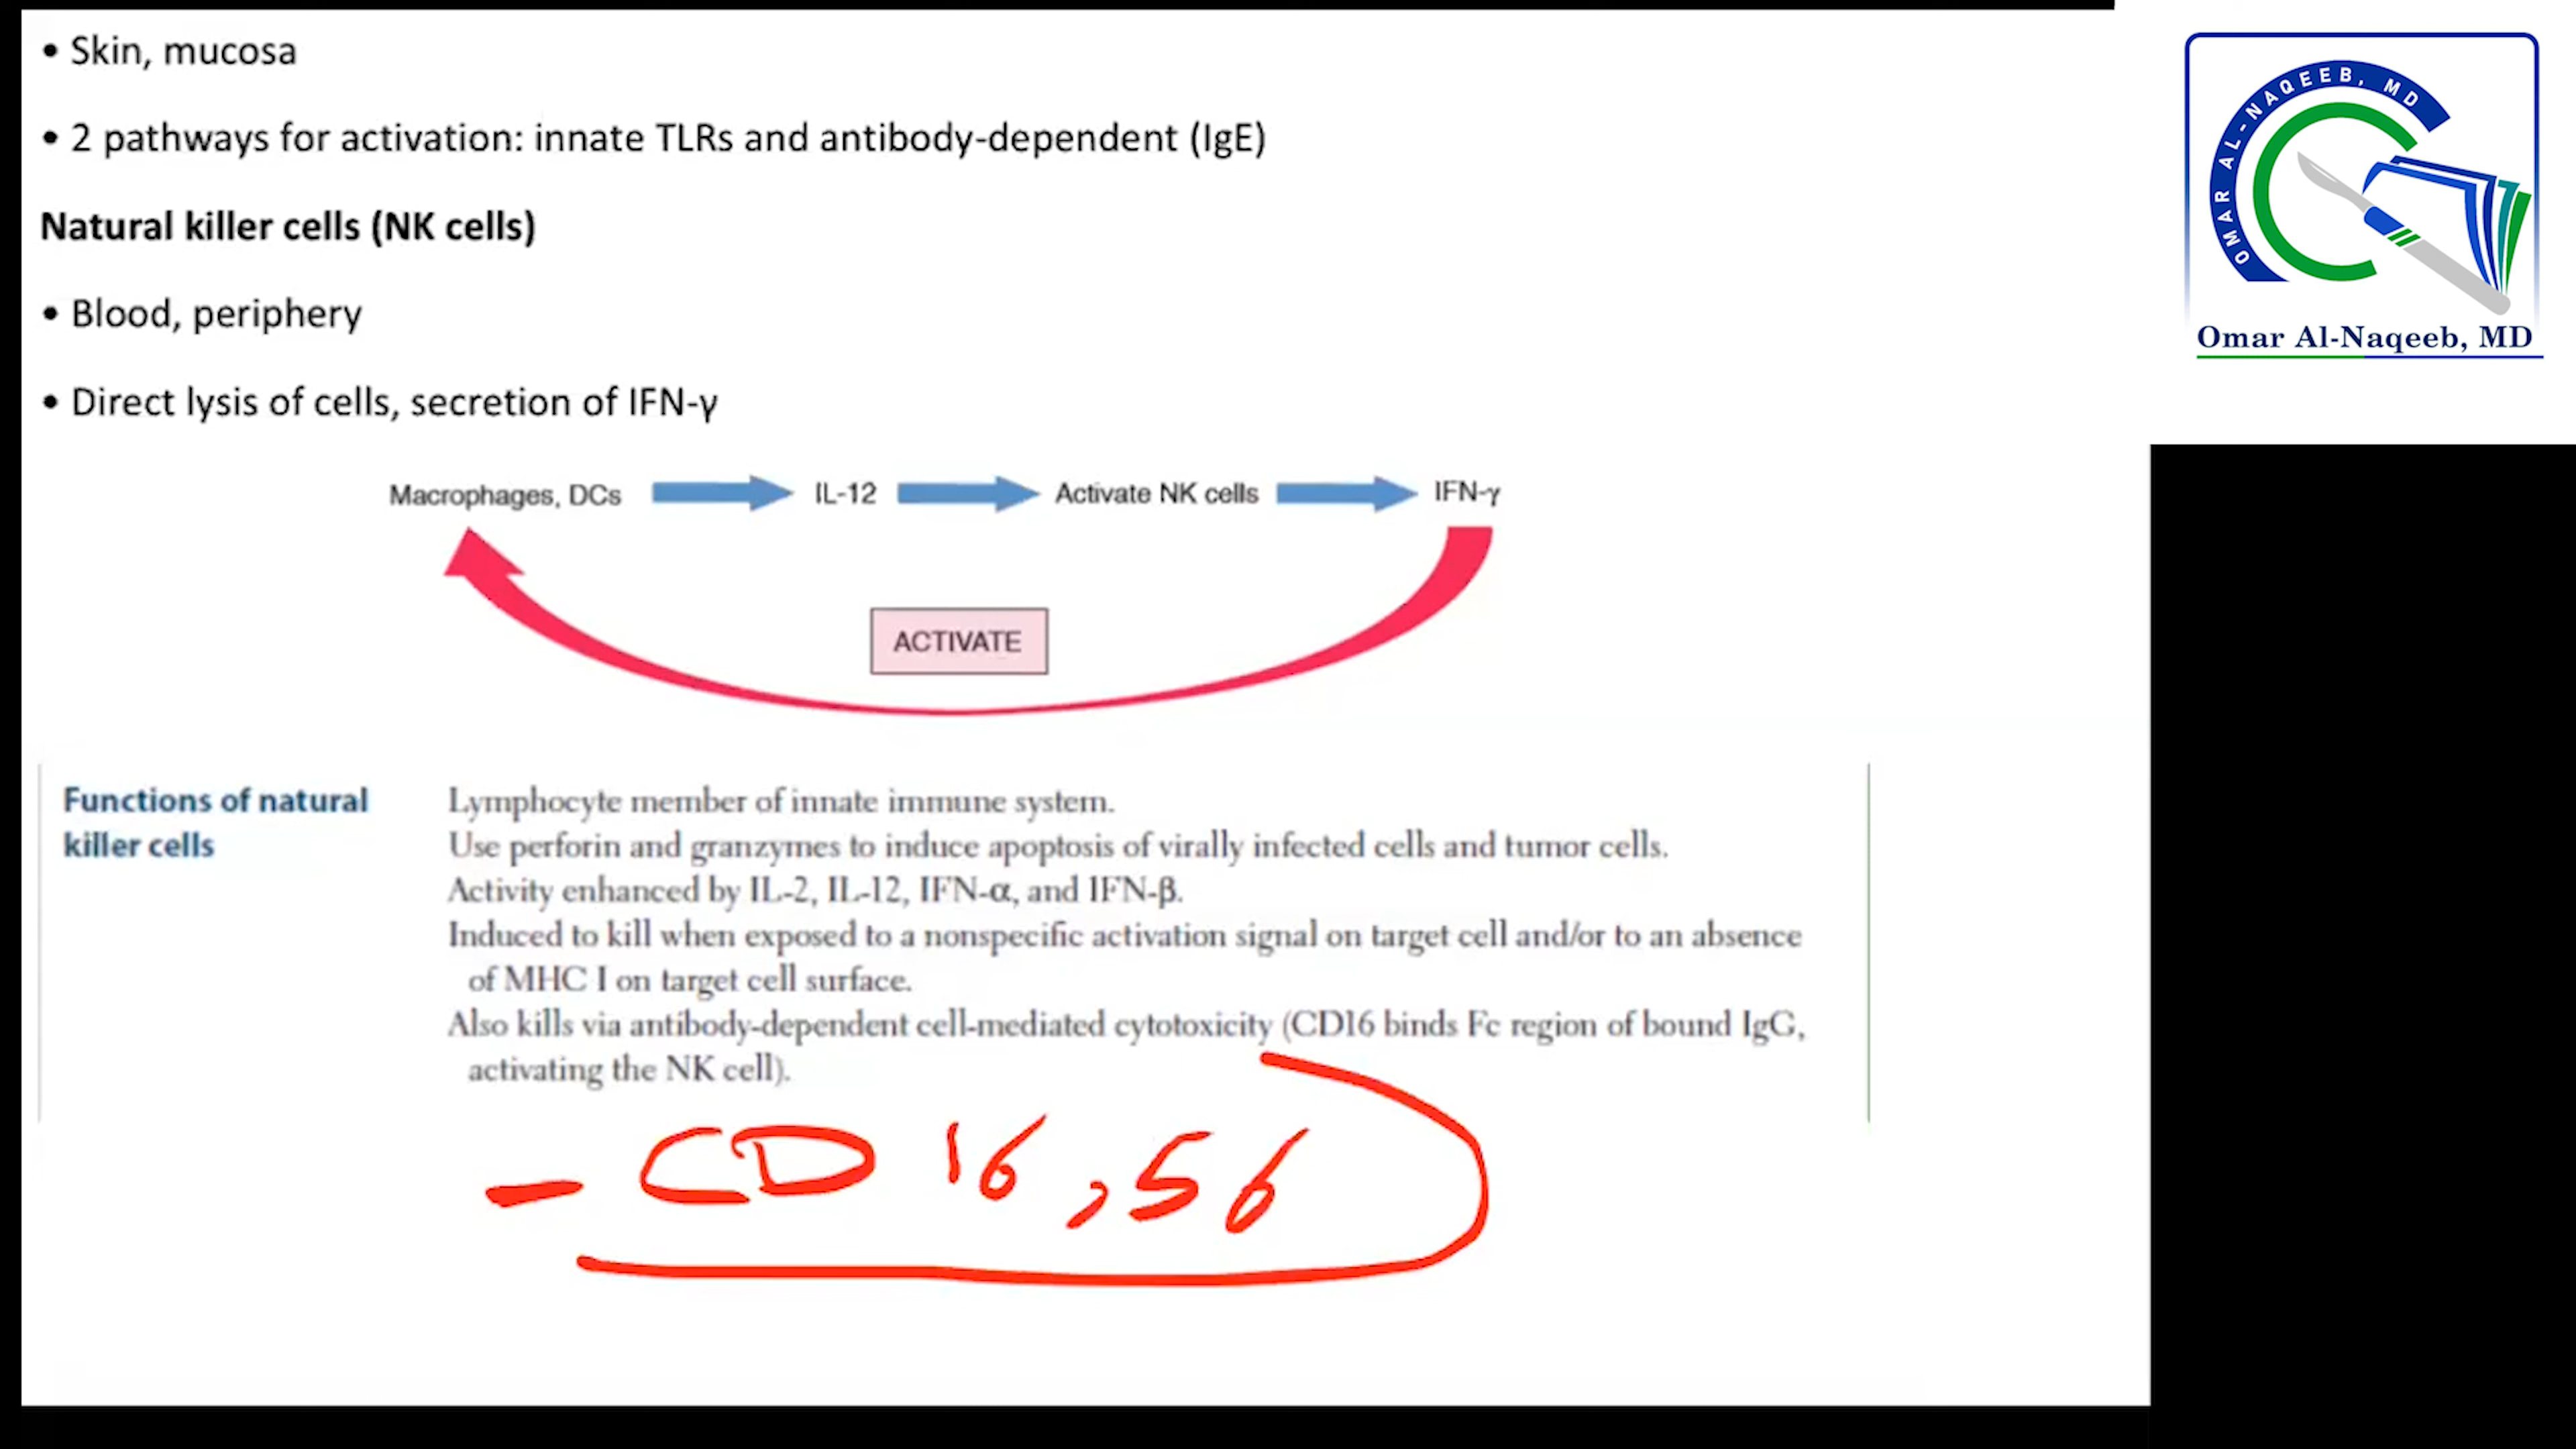 • Skin, mucosa
• 2 pathways for activation: innate TLRs and antibody-dependent (IgE)
Natural killer cells (NK cells)
• Blood, periphery
• Direct lysis of cells, secretion of IFN-γ
Macrophages, DCs IL-12 Activate NK cells IFN-γ
ACTIVATE
Functions of natural
killer cells
Lymphocyte member of innate immune system.
Use perforin and granzymes to induce apoptosis of virally infected cells and tumor cells.
Activity enhanced by IL-2, IL-12, IFN-α, and IFN-β.
Induced to kill when exposed to a nonspecific activation signal on target cell and/or to an absence
of MHC I on target cell surface.
Also kills via antibody-dependent cell-mediated cytotoxicity (CD16 binds Fc region of bound IgG,
activating the NK cell).
- CD 16, 56
OMAR AL-NAQEEB, MD
Omar Al-Naqeeb, MD